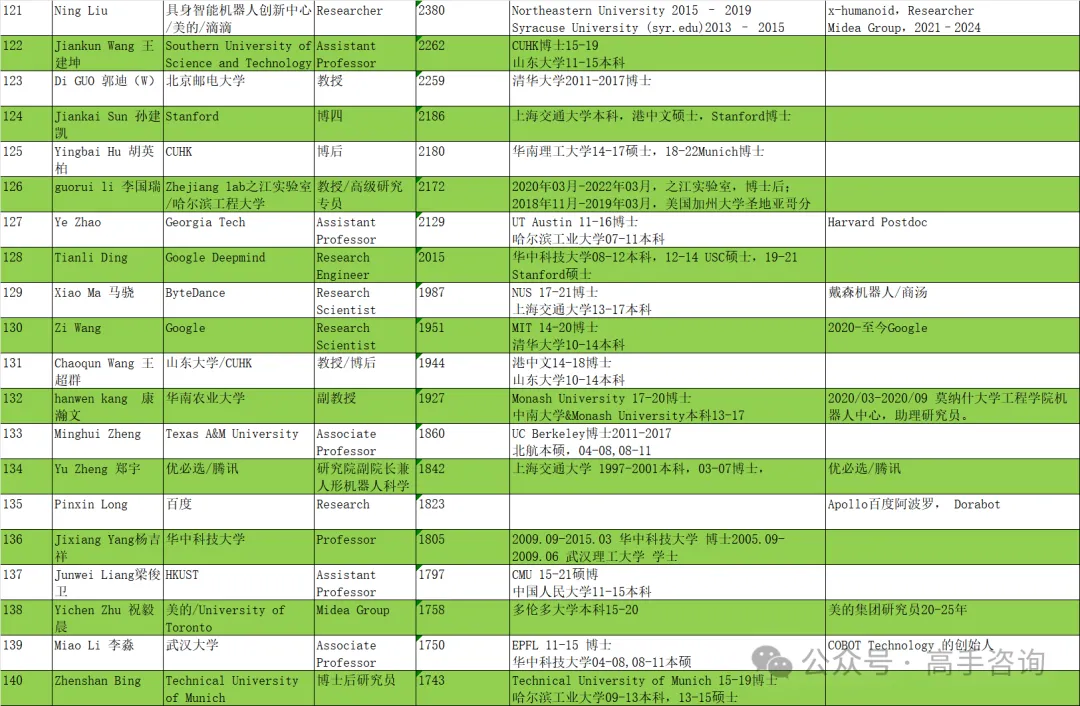 121 Ning Liu 具身智能机器人创新中心 Researcher 2380 Northeastern University 2015 – 2019 x-humanoid, Researcher
/美的/滴滴 Syracuse University (syr.edu)2013 – 2015 Midea Group, 2021–2024
122 Jiankun Wang 王 Southern University of Assistant 2262 CUHK博士15-19
建坤 Science and Technology Professor 山东大学11-15本科
123 Di GUO 郭迪（W） 北京邮电大学 教授 2259 清华大学2011-2017博士
124 Jiankai Sun 孙建 Stanford 博四 2186 上海交通大学本科，港中文硕士，Stanford博士
凯
125 Yingbai Hu 胡英 CUHK 博后 2180 华南理工大学14-17硕士，18-22Munich博士
柏
126 guorui li 李国瑞 Zhejiang lab之江实验室 教授/高级研究 2172 2020年03月-2022年03月，之江实验室，博士后；
/哈尔滨工程大学 专员 2018年11月-2019年03月，美国加州大学圣地亚哥分
127 Ye Zhao Georgia Tech Assistant 2129 UT Austin 11-16博士 Harvard Postdoc
Professor 哈尔滨工业大学07-11本科
128 Tianli Ding Google Deepmind Research 2015 华中科技大学08-12本科，12-14 USC硕士，19-21
Engineer Stanford硕士
129 Xiao Ma 马骁 ByteDance Research 1987 NUS 17-21博士 戴森机器人/商汤
Scientist 上海交通大学13-17本科
130 Zi Wang Google Research 1951 MIT 14-20博士 2020-至今Google
Scientist 清华大学10-14本科
131 Chaoqun Wang 王 山东大学/CUHK 教授/博后 1944 港中文14-18博士
超群 山东大学10-14本科
132 hanwen kang 康 华南农业大学 副教授 1927 Monash University 17-20博士 2020/03-2020/09 莫纳什大学工程学院机
瀚文 中南大学&Monash University本科13-17 器人中心，助理研究员。
133 Minghui Zheng Texas A&M University Associate 1860 UC Berkeley博士2011-2017
Professor 北航本硕，04-08,08-11
134 Yu Zheng 郑宇 优必选/腾讯 研究院副院长兼 1842 上海交通大学 1997-2001本科，03-07博士， 优必选/腾讯
人形机器人科学
135 Pinxin Long 百度 Research 1823 Apollo百度阿波罗， Dorabot
136 Jixiang Yang杨吉 华中科技大学 Professor 1805 2009.09-2015.03 华中科技大学 博士2005.09-
祥 2009.06 武汉理工大学 学士
137 Junwei Liang梁俊 HKUST Assistant 1797 CMU 15-21硕博
卫 Professor 中国人民大学11-15本科
138 Yichen Zhu 祝毅 美的/University of Midea Group 1758 多伦多大学本科15-20 美的集团研究员20-25年
晨 Toronto
139 Miao Li 李淼 武汉大学 Associate 1750 EPFL 11-15 博士 COBOT Technology 的创始人
Professor 华中科技大学04-08,08-11本硕
140 Zhenshan Bing Technical University 博士后研究员 1743 Technical University of Munich 15-19博士
of Munich 哈尔滨工业大学09-13本科，13-15硕士
公众号·高手咨询